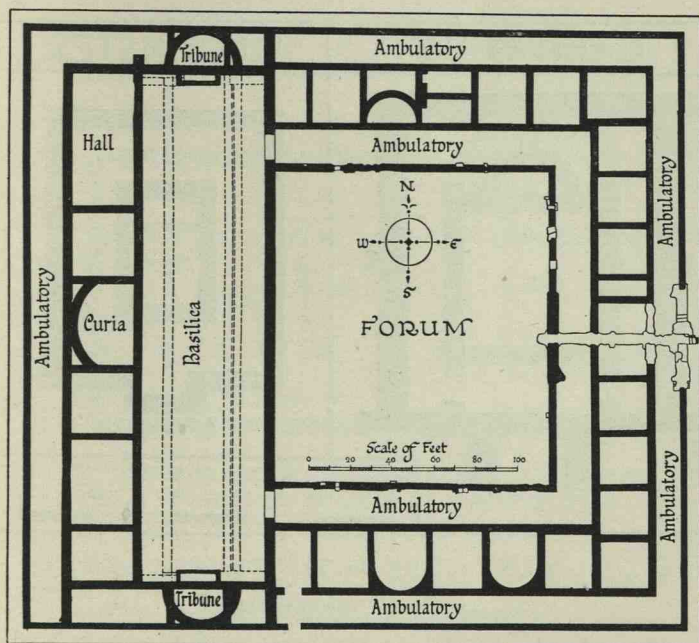 Tribune
Ambulatory
Hall
Ambulatory
N
W E
S
Ambulatory
Ambulatory
Curia
Basilica
FORUM
Scale of Feet
0 20 40 60 80 100
Ambulatory
Ambulatory
Tribune
Ambulatory